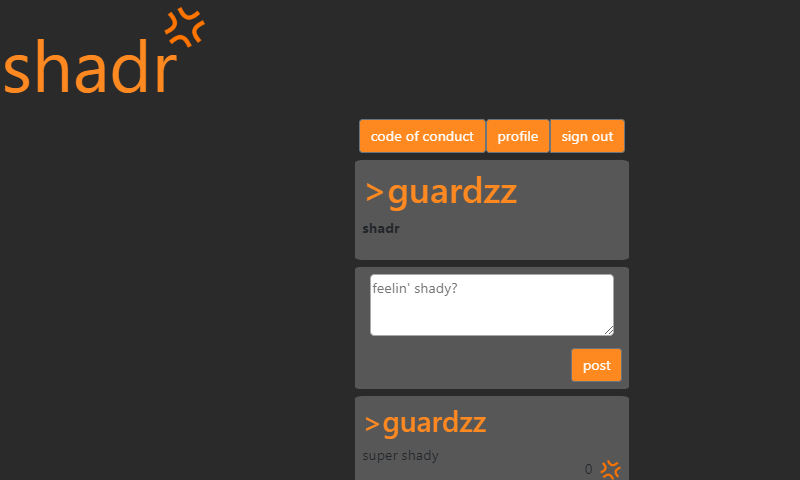 shadr
code of conduct profile sign out
>guardzz
shadr
feelin' shady?
post
>guardzz
super shady
0